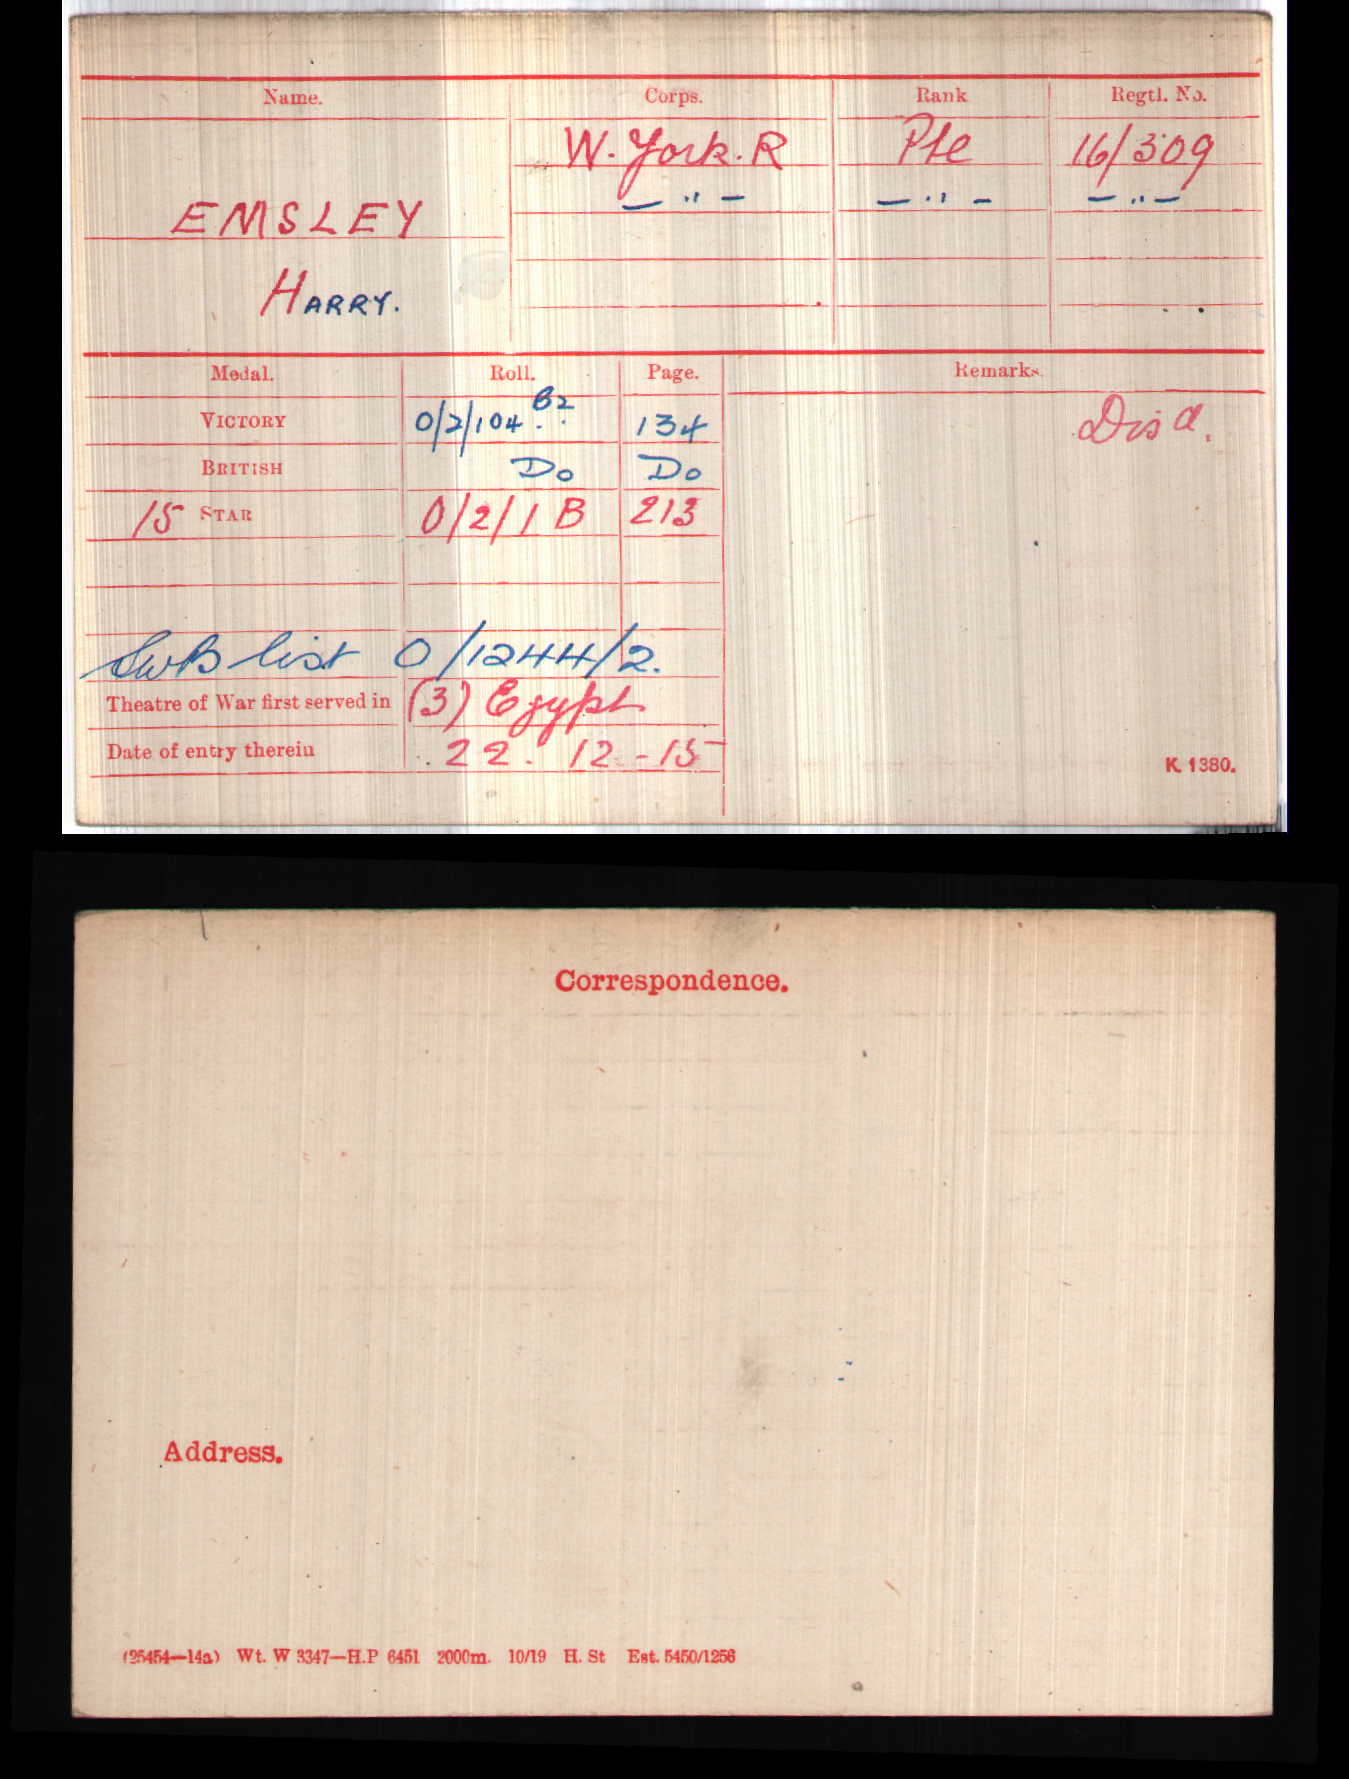 Name. Corps. Rank Regtl. No.
W. York. R Pte 16/309
— " — — " — — " —
EMSLEY
HARRY.
Medal. Roll. Page. Remarks.
VICTORY 0/2/104 B2 134 Disd.
BRITISH Do Do
15 STAR 0/2/1 B 213
SWB list 0/1244/2.
Theatre of War first served in (3) Egypt
Date of entry therein 22. 12 - 15
K. 1380.
Correspondence.
Address.
(25454—14a) Wt. W 3347—H.P 6451 2000m. 10/19 H. St Est. 5450/1256